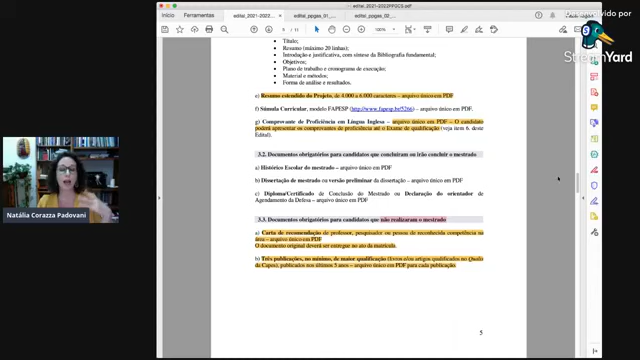 edital_2021-2022PPGCS.pdf
Início
Ferramentas
edital_2021-2022...
edital_ppgas_01...
edital_ppgcs_02...
StreamYard
• Título;
• Resumo (máximo 20 linhas);
• Introdução e justificativa, com síntese da Bibliografia fundamental;
• Objetivos;
• Plano de trabalho e cronograma de execução;
• Material e métodos;
• Forma de análise e resultados.
e) Resumo estendido do Projeto, de 4.000 a 6.000 caracteres – arquivo único em PDF
f) Súmula Curricular, modelo FAPESP (http://www.fapesp.br/5266) – arquivo único em PDF.
g) Comprovante de Proficiência em Língua Inglesa – arquivo único em PDF – O candidato
poderá apresentar os comprovantes de proficiência até o Exame de qualificação (veja item 6. deste
Edital).
3.2. Documentos obrigatórios para candidatos que concluíram ou irão concluir o mestrado
a) Histórico Escolar do mestrado – arquivo único em PDF
b) Dissertação de mestrado ou versão preliminar da dissertação – arquivo único em PDF
c) Diploma/Certificado de Conclusão do Mestrado ou Declaração do orientador de
Agendamento da Defesa – arquivo único em PDF
3.3. Documentos obrigatórios para candidatos que não realizaram o mestrado
a) Carta de recomendação de professor, pesquisador ou pessoa de reconhecida competência na
área – arquivo único em PDF
O documento original deverá ser entregue no ato da matrícula.
b) Três publicações, no mínimo, de maior qualificação (livros e/ou artigos qualificados no Qualis
da Capes), publicados nos últimos 5 anos – arquivo único em PDF para cada publicação.
5
Natália Corazza Padovani